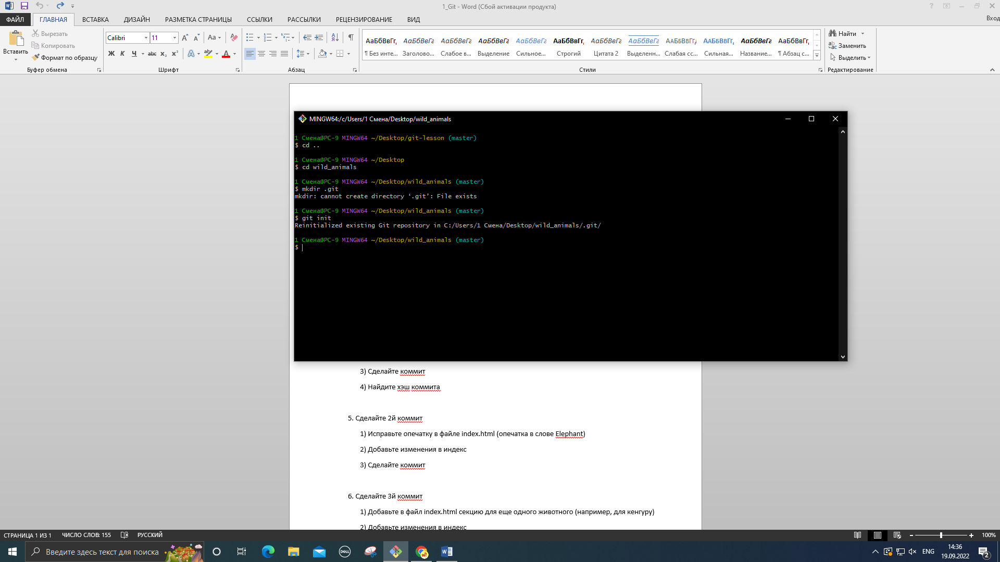 1_Git - Word (Сбой активации продукта)
ФАЙЛ ГЛАВНАЯ ВСТАВКА ДИЗАЙН РАЗМЕТКА СТРАНИЦЫ ССЫЛКИ РАССЫЛКИ РЕЦЕНЗИРОВАНИЕ ВИД Вход
Вставить
Вырезать
Копировать
Формат по образцу
Буфер обмена
Calibri 11
Ж К Ч abc x₂ x²
Шрифт
Абзац
АаБбВвГг, АаБбВвГг АаБбВвГг АаБбВвГг АаБбВвГг АаБбВвГг, АаБбВвГг АаБбВвГг ААБбВвГг, ААБбВвГг, АаБбВвГг АаБбВвГг,
¶ Без инте... Заголово... Слабое в... Выделение Сильное... Строгий Цитата 2 Выделенн... Слабая сс... Сильная... Название... ¶ Абзац с...
Стили
Найти
Заменить
Выделить
Редактирование
MINGW64:/c/Users/1 Смена/Desktop/wild_animals
1 Смена@PC-9 MINGW64 ~/Desktop/git-lesson (master)
$ cd ..
1 Смена@PC-9 MINGW64 ~/Desktop
$ cd wild_animals
1 Смена@PC-9 MINGW64 ~/Desktop/wild_animals (master)
$ mkdir .git
mkdir: cannot create directory ‘.git’: File exists
1 Смена@PC-9 MINGW64 ~/Desktop/wild_animals (master)
$ git init
Reinitialized existing Git repository in C:/Users/1 Смена/Desktop/wild_animals/.git/
1 Смена@PC-9 MINGW64 ~/Desktop/wild_animals (master)
$
3) Сделайте коммит
4) Найдите хэш коммита
5. Сделайте 2й коммит
1) Исправьте опечатку в файле index.html (опечатка в слове Elephant)
2) Добавьте изменения в индекс
3) Сделайте коммит
6. Сделайте 3й коммит
1) Добавьте в файл index.html секцию для еще одного животного (например, для кенгуру)
2) Добавьте изменения в индекс
СТРАНИЦА 1 ИЗ 1 ЧИСЛО СЛОВ: 155 РУССКИЙ 100%
Введите здесь текст для поиска
DELL
ENG
14:36
19.09.2022
2